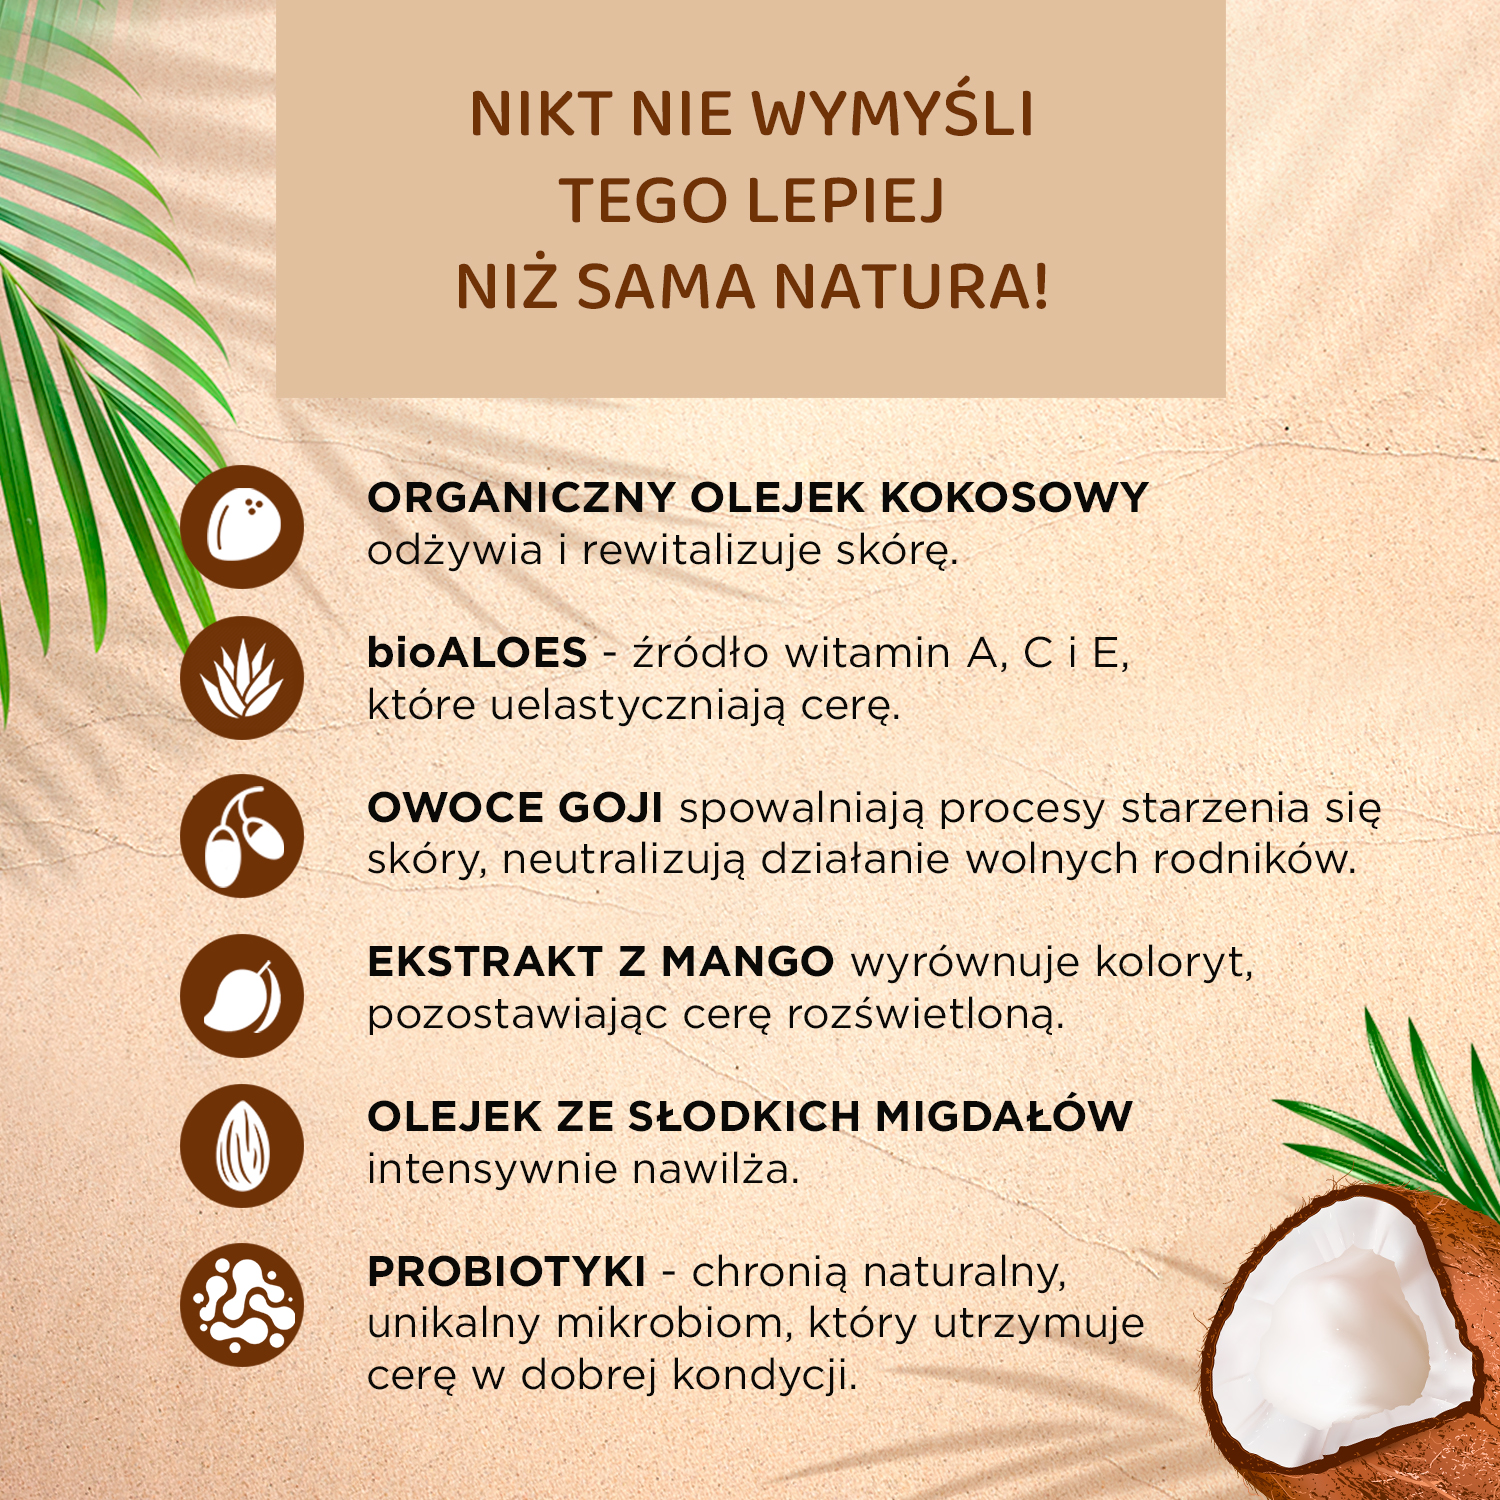 NIKT NIE WYMYŚLI
TEGO LEPIEJ
NIŻ SAMA NATURA!
ORGANICZNY OLEJEK KOKOSOWY
odżywia i rewitalizuje skórę.
bioALOES - źródło witamin A, C i E,
które uelastyczniają cerę.
OWOCE GOJI spowalniają procesy starzenia się
skóry, neutralizują działanie wolnych rodników.
EKSTRAKT Z MANGO wyrównuje koloryt,
pozostawiając cerę rozświetloną.
OLEJEK ZE SŁODKICH MIGDAŁÓW
intensywnie nawilża.
PROBIOTYKI - chronią naturalny,
unikalny mikrobiom, który utrzymuje
cerę w dobrej kondycji.